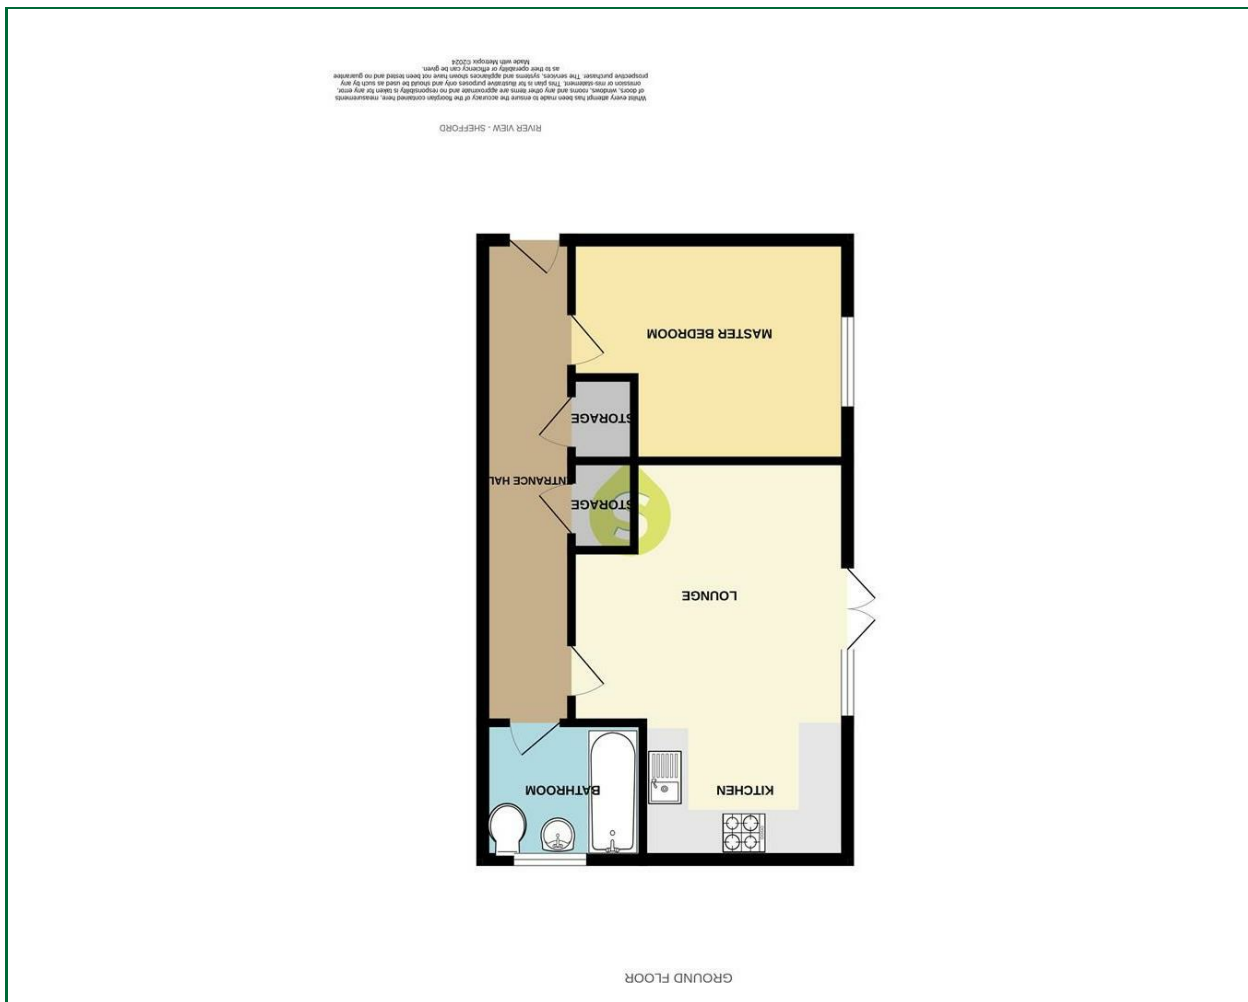 GROUND FLOOR
KITCHEN
BATHROOM
LOUNGE
STORAGE
ENTRANCE HALL
STORAGE
MASTER BEDROOM
RIVER VIEW - SHEFFORD
Whilst every attempt has been made to ensure the accuracy of the floorplan contained here, measurements
of doors, windows, rooms and any other items are approximate and no responsibility is taken for any error,
omission or mis-statement. This plan is for illustrative purposes only and should be used as such by any
prospective purchaser. The services, systems and appliances shown have not been tested and no guarantee
as to their operability or efficiency can be given.
Made with Metropix ©2024
S